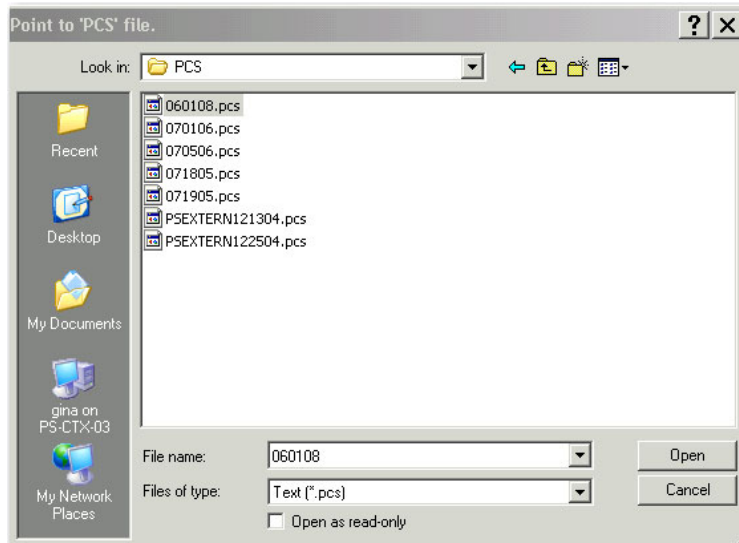 Point to 'PCS' file.
Look in:
PCS
Recent
Desktop
My Documents
gina on
PS-CTX-03
My Network
Places
060108.pcs
070106.pcs
070506.pcs
071805.pcs
071905.pcs
PSEXTERN121304.pcs
PSEXTERN122504.pcs
File name:
060108
Open
Files of type:
Text (*.pcs)
Cancel
Open as read-only